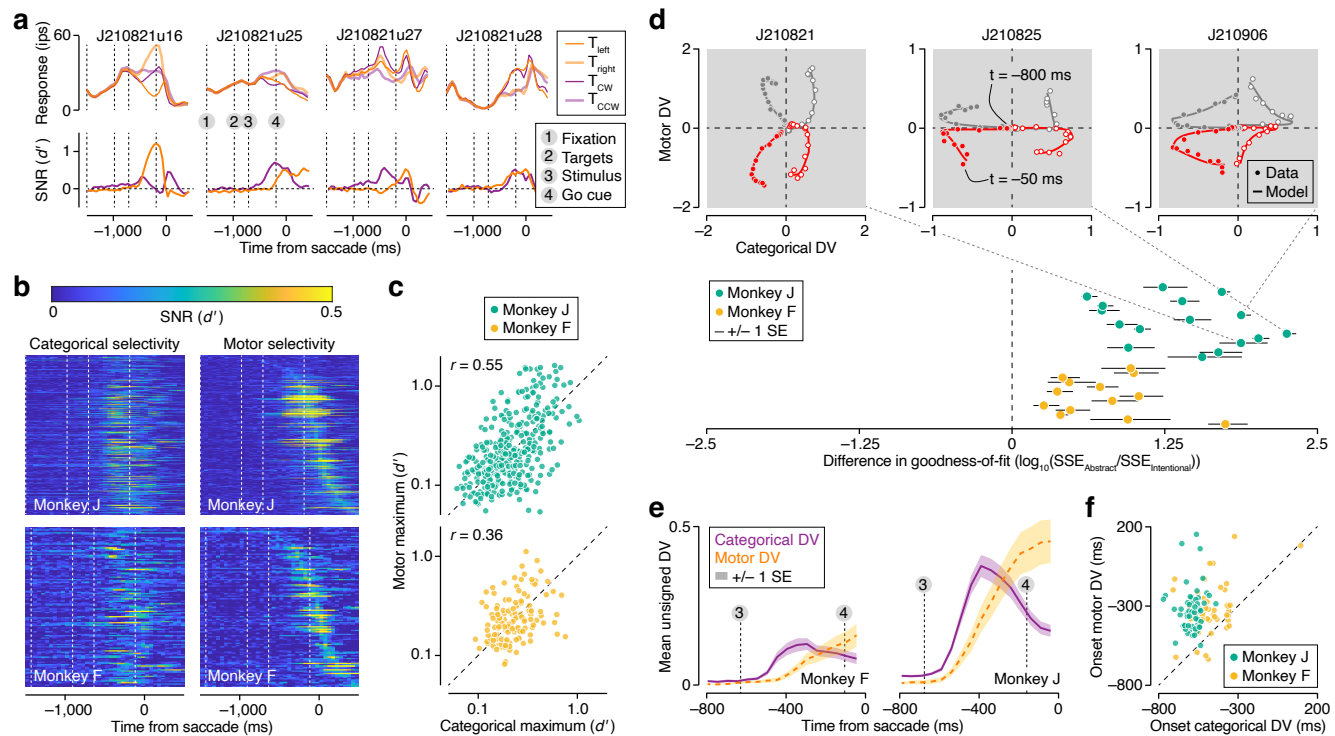 a
J210821u16
J210821u25
J210821u27
J210821u28
Response (ips)
60
0
T_left
T_right
T_CW
T_CCW
1 2 3 4
1 Fixation
2 Targets
3 Stimulus
4 Go cue
SNR (d′)
1
0
−1,000 0 −1,000 0 −1,000 0 −1,000 0
Time from saccade (ms)
b
0 0.5
SNR (d′)
Categorical selectivity
Motor selectivity
Monkey J
Monkey J
Monkey F
Monkey F
−1,000 0 −1,000 0
Time from saccade (ms)
c
Monkey J
Monkey F
r = 0.55
1.0
0.1
r = 0.36
1.0
0.1
Motor maximum (d′)
0.1 1.0
Categorical maximum (d′)
d
J210821
J210825
J210906
Motor DV
2
0
−2
1
0
−1
1
0
−1
t = −800 ms
t = −50 ms
Data
Model
−2 0 2
−1 0 1
−1 0 1
Categorical DV
Monkey J
Monkey F
+/− 1 SE
−2.5 −1.25 0 1.25 2.5
Difference in goodness-of-fit (log10(SSE_Abstract/SSE_Intentional))
e
Mean unsigned DV
0.5
0
Categorical DV
Motor DV
+/− 1 SE
3 4 3 4
Monkey F
Monkey J
−800 −400 0 −800 −400 0
Time from saccade (ms)
f
Onset motor DV (ms)
200
−300
−800
Monkey J
Monkey F
−800 −300 200
Onset categorical DV (ms)